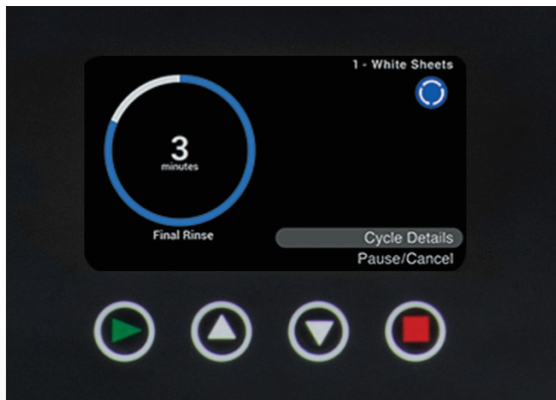 1 - White Sheets
3
minutes
Final Rinse
Cycle Details
Pause/Cancel